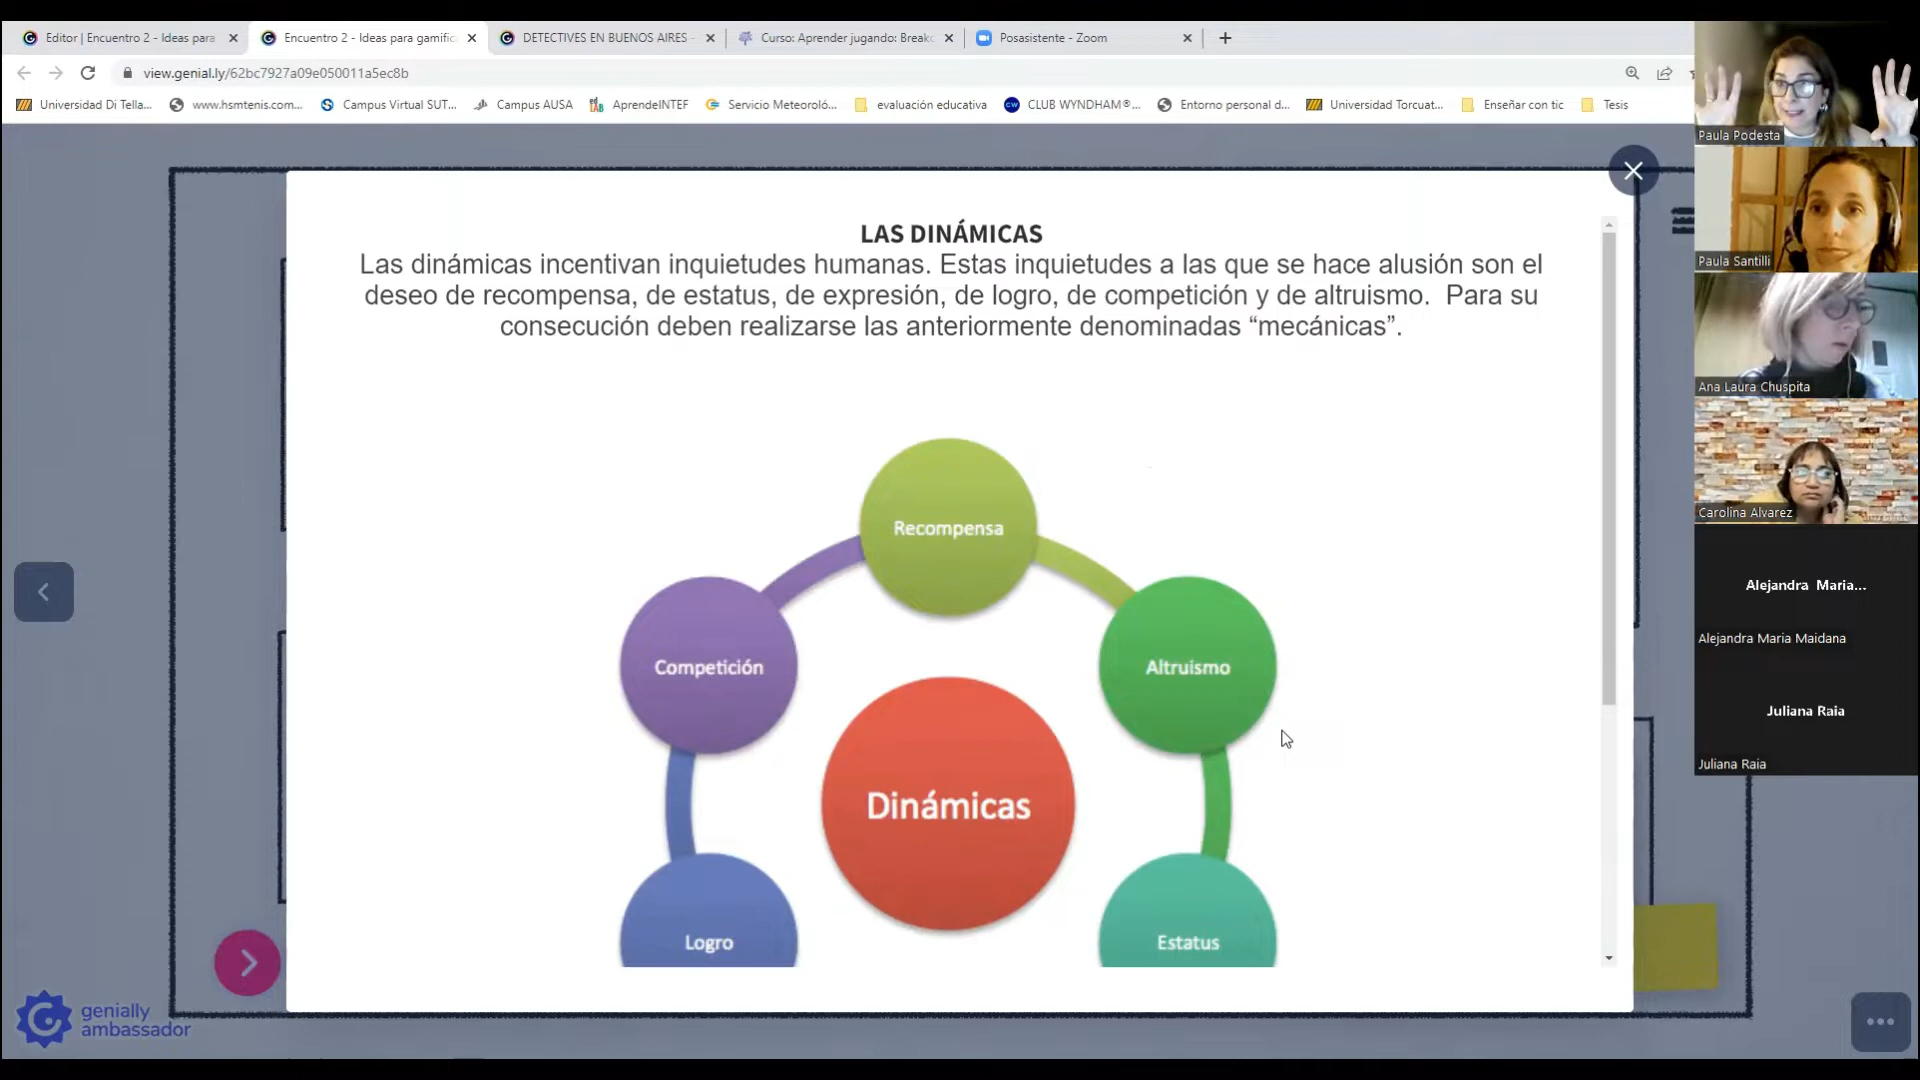 Editor | Encuentro 2 - Ideas para
Encuentro 2 - Ideas para gamific
DETECTIVES EN BUENOS AIRES -
Curso: Aprender jugando: Breako
Posasistente - Zoom
view.genial.ly/62bc7927a09e050011a5ec8b
Universidad Di Tella...
www.hsmtenis.com...
Campus Virtual SUT...
Campus AUSA
AprendeINTEF
Servicio Meteoroló...
evaluación educativa
CLUB WYNDHAM®...
Entorno personal d...
Universidad Torcuat...
Enseñar con tic
Tesis
LAS DINÁMICAS
Las dinámicas incentivan inquietudes humanas. Estas inquietudes a las que se hace alusión son el
deseo de recompensa, de estatus, de expresión, de logro, de competición y de altruismo. Para su
consecución deben realizarse las anteriormente denominadas “mecánicas”.
Recompensa
Competición
Altruismo
Dinámicas
Logro
Estatus
genially
ambassador
Paula Podesta
Paula Santilli
Ana Laura Chuspita
Carolina Alvarez
Alejandra Maria...
Alejandra Maria Maidana
Juliana Raia
Juliana Raia